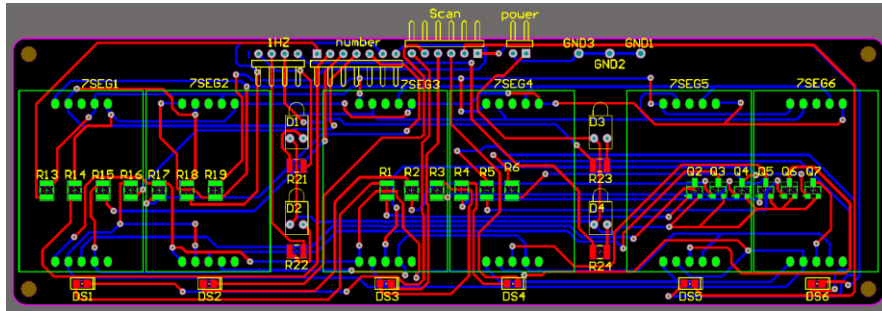 Scan power
1HZ number GND3 GND1
GND2
7SEG1 7SEG2 7SEG3 7SEG4 7SEG5 7SEG6
D1 D3
R13 R14 R15 R16 R17 R18 R19 R21 R1 R2 R3 R4 R5 R6 R23 Q2 Q3 Q4 Q5 Q6 Q7
D2 D4
R22 R24
DS1 DS2 DS3 DS4 DS5 DS6